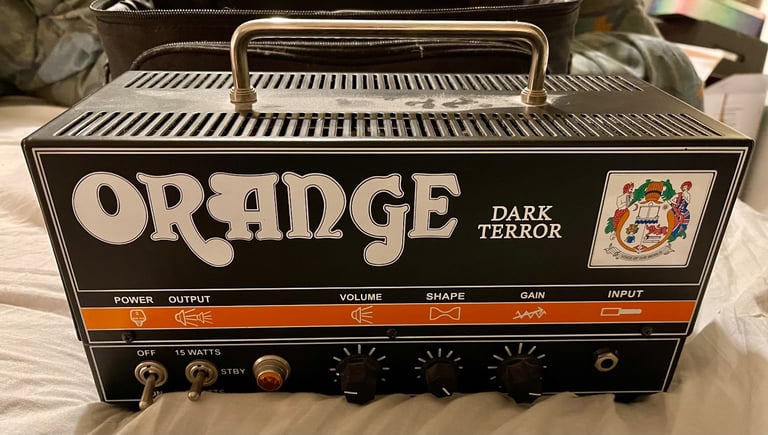 ORANGE
DARK
TERROR
POWER OUTPUT VOLUME SHAPE GAIN INPUT
OFF 15 WATTS
STBY